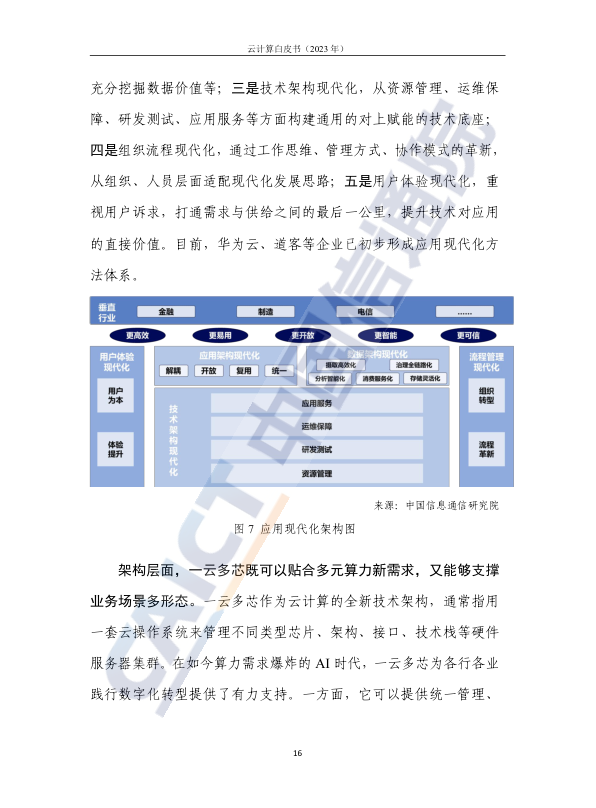 云计算白皮书（2023 年）
充分挖掘数据价值等；三是技术架构现代化，从资源管理、运维保
障、研发测试、应用服务等方面构建通用的对上赋能的技术底座；
四是组织流程现代化，通过工作思维、管理方式、协作模式的革新，
从组织、人员层面适配现代化发展思路；五是用户体验现代化，重
视用户诉求，打通需求与供给之间的最后一公里，提升技术对应用
的直接价值。目前，华为云、道客等企业已初步形成应用现代化方
法体系。
垂直
行业
金融
制造
电信
……
更高效
更易用
更开放
更智能
更可信
用户体验
现代化
用户
为本
体验
提升
应用架构现代化
解耦
开放
复用
统一
数据架构现代化
摄取高效化
治理全链路化
分析智能化
消费服务化
存储灵活化
流程管理
现代化
组织
转型
流程
革新
技术架构现代化
应用服务
运维保障
研发测试
资源管理
来源：中国信息通信研究院
图 7 应用现代化架构图
架构层面，一云多芯既可以贴合多元算力新需求，又能够支撑
业务场景多形态。一云多芯作为云计算的全新技术架构，通常指用
一套云操作系统来管理不同类型芯片、架构、接口、技术栈等硬件
服务器集群。在如今算力需求爆炸的 AI 时代，一云多芯为各行各业
践行数字化转型提供了有力支持。一方面，它可以提供统一管理、
16
CAICT 中国信通院